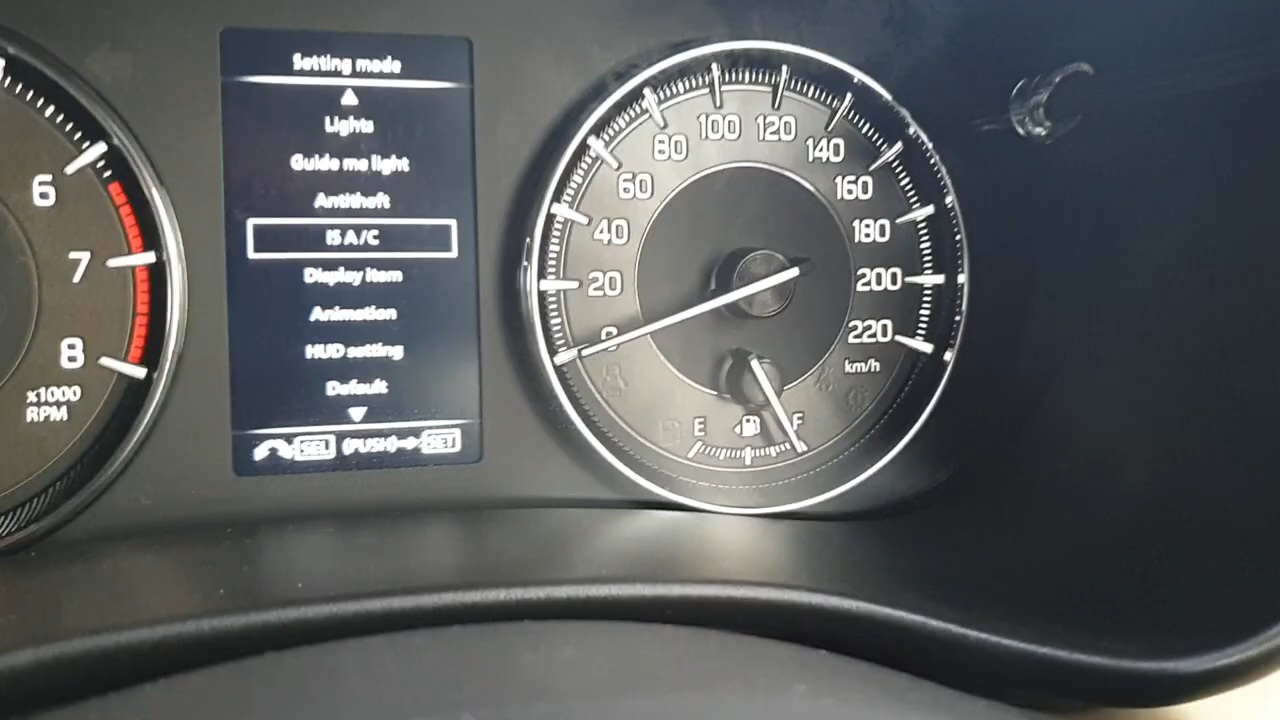 6
7
8
x1000
RPM
Setting mode
Lights
Guide me light
Antitheft
IS A/C
Display item
Animation
HUD setting
Default
SEL (PUSH) SET
0
20
40
60
80
100
120
140
160
180
200
220
km/h
E
F